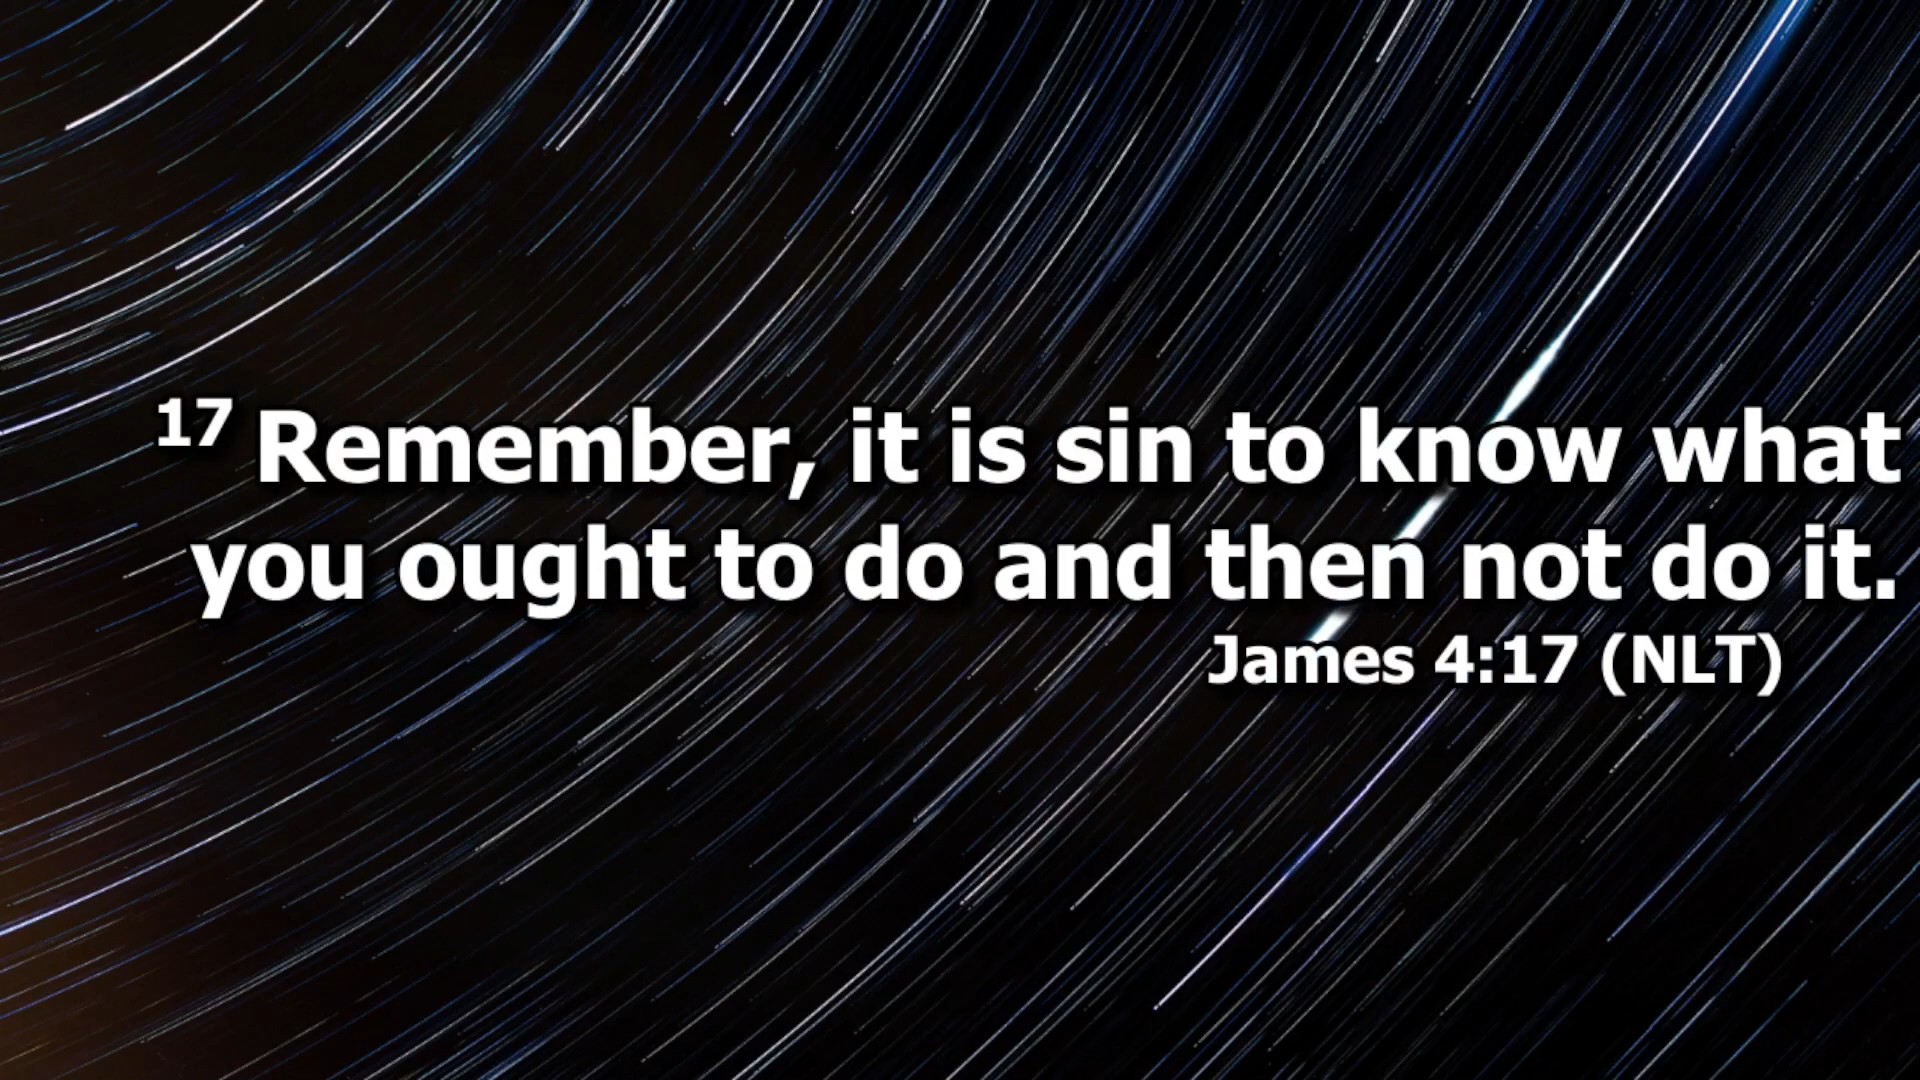 17 Remember, it is sin to know what
you ought to do and then not do it.
James 4:17 (NLT)